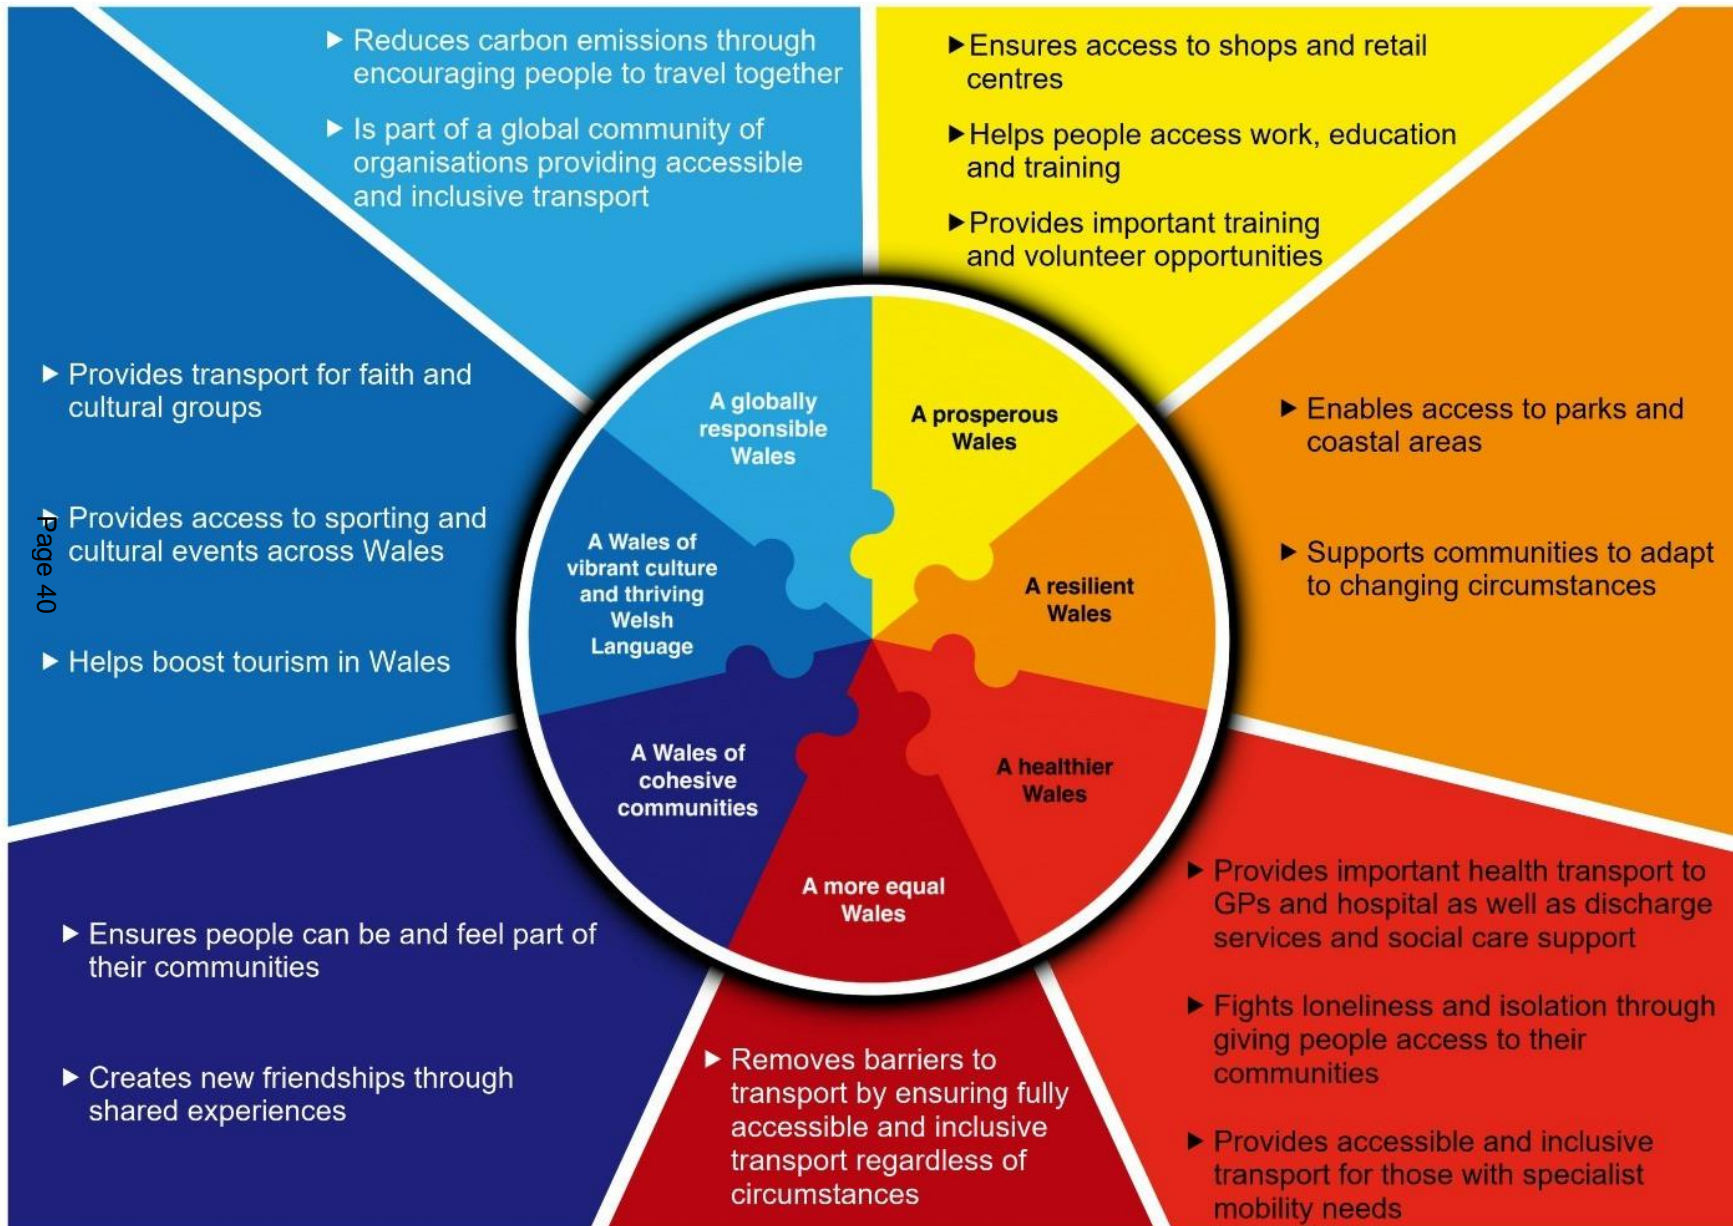 ▶ Reduces carbon emissions through
encouraging people to travel together
▶ Is part of a global community of
organisations providing accessible
and inclusive transport
▶ Ensures access to shops and retail
centres
▶ Helps people access work, education
and training
▶ Provides important training
and volunteer opportunities
▶ Provides transport for faith and
cultural groups
▶ Provides access to sporting and
cultural events across Wales
▶ Helps boost tourism in Wales
Page 40
A globally
responsible
Wales
A prosperous
Wales
A Wales of
vibrant culture
and thriving
Welsh
Language
A resilient
Wales
A Wales of
cohesive
communities
A healthier
Wales
A more equal
Wales
▶ Enables access to parks and
coastal areas
▶ Supports communities to adapt
to changing circumstances
▶ Ensures people can be and feel part of
their communities
▶ Creates new friendships through
shared experiences
▶ Removes barriers to
transport by ensuring fully
accessible and inclusive
transport regardless of
circumstances
▶ Provides important health transport to
GPs and hospital as well as discharge
services and social care support
▶ Fights loneliness and isolation through
giving people access to their
communities
▶ Provides accessible and inclusive
transport for those with specialist
mobility needs